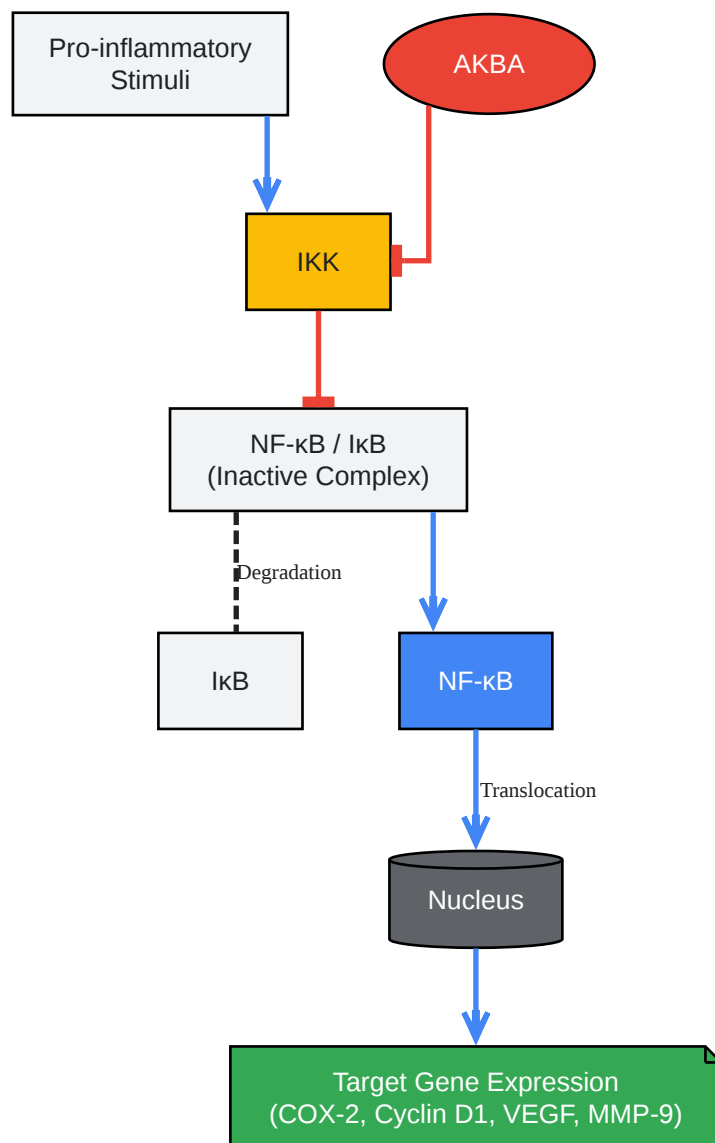 Pro-inflammatory
Stimuli
AKBA
IKK
NF-κB / IκB
(Inactive Complex)
Degradation
IκB
NF-κB
Translocation
Nucleus
Target Gene Expression
(COX-2, Cyclin D1, VEGF, MMP-9)